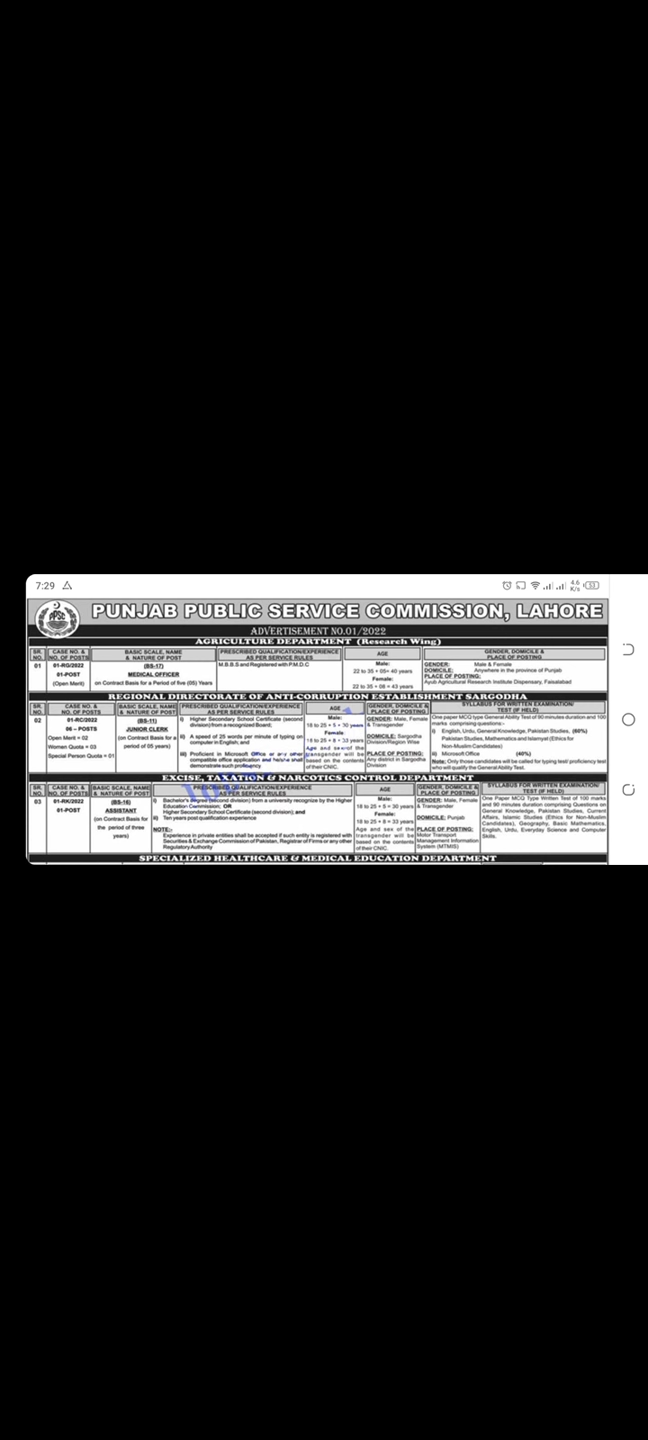 7:29
4.6
K/s
53
PPSC
PUNJAB PUBLIC SERVICE COMMISSION, LAHORE
ADVERTISEMENT NO.01/2022
AGRICULTURE DEPARTMENT (Research Wing)
SR. NO.
CASE NO. & NO. OF POSTS
BASIC SCALE, NAME & NATURE OF POST
PRESCRIBED QUALIFICATION/EXPERIENCE AS PER SERVICE RULES
AGE
GENDER, DOMICILE & PLACE OF POSTING
01
01-RG/2022
01-POST
(Open Merit)
(BS-17)
MEDICAL OFFICER
on Contract Basis for a Period of five (05) Years
M.B.B.S and Registered with P.M.D.C
Male:
22 to 35 + 05= 40 years
Female:
22 to 35 + 08 = 43 years
GENDER: Male & Female
DOMICILE: Anywhere in the province of Punjab
PLACE OF POSTING:
Ayub Agricultural Research Institute Dispensary, Faisalabad
REGIONAL DIRECTORATE OF ANTI-CORRUPTION ESTABLISHMENT SARGODHA
SR. NO.
CASE NO. & NO. OF POSTS
BASIC SCALE, NAME & NATURE OF POST
PRESCRIBED QUALIFICATION/EXPERIENCE AS PER SERVICE RULES
AGE
GENDER, DOMICILE & PLACE OF POSTING
SYLLABUS FOR WRITTEN EXAMINATION/ TEST (IF HELD)
02
01-RC/2022
06 – POSTS
Open Merit = 02
Women Quota = 03
Special Person Quota = 01
(BS-11)
JUNIOR CLERK
(on Contract Basis for a
period of 05 years)
i) Higher Secondary School Certificate (second
division) from a recognized Board;
ii) A speed of 25 words per minute of typing on
computer in English; and
iii) Proficient in Microsoft Office or any other
compatible office application and he/she shall
demonstrate such proficiency
Male:
18 to 25 + 5 = 30 years
Female:
18 to 25 + 8 = 33 years
Age and sex of the
transgender will be
based on the contents
of their CNIC.
GENDER: Male, Female
& Transgender
DOMICILE: Sargodha
Division/Region Wise
PLACE OF POSTING:
Any district in Sargodha
Division
One paper MCQ type General Ability Test of 90 minutes duration and 100
marks comprising questions:-
i) English, Urdu, General Knowledge, Pakistan Studies, (60%)
Pakistan Studies, Mathematics and Islamyat (Ethics for
Non-Muslim Candidates)
ii) Microsoft Office (40%)
Note: Only those candidates will be called for typing test/ proficiency test
who will qualify the General Ability Test.
EXCISE, TAXATION & NARCOTICS CONTROL DEPARTMENT
SR. NO.
CASE NO. & NO. OF POSTS
BASIC SCALE, NAME & NATURE OF POST
PRESCRIBED QUALIFICATION/EXPERIENCE AS PER SERVICE RULES
AGE
GENDER, DOMICILE & PLACE OF POSTING
SYLLABUS FOR WRITTEN EXAMINATION/ TEST (IF HELD)
03
01-RK/2022
01-POST
(BS-16)
ASSISTANT
(on Contract Basis for
the period of three
years)
i) Bachelor's degree (second division) from a university recognize by the Higher
Education Commission; OR
Higher Secondary School Certificate (second division); and
ii) ten years post qualification experience
NOTE:-
Experience in private entities shall be accepted if such entity is registered with
Securities & Exchange Commission of Pakistan, Registrar of Firms or any other
Regulatory Authority
Male:
18 to 25 + 5 = 30 years
Female:
18 to 25 + 8 = 33 years
Age and sex of the
transgender will be
based on the contents
of their CNIC.
GENDER: Male, Female
& Transgender
DOMICILE: Punjab
PLACE OF POSTING:
Motor Transport
Management Information
System (MTMIS)
One Paper MCQ Type Written Test of 100 marks
and 90 minutes duration comprising Questions on
General Knowledge, Pakistan Studies, Current
Affairs, Islamic Studies (Ethics for Non-Muslim
Candidates), Geography, Basic Mathematics,
English, Urdu, Everyday Science and Computer
Skills.
SPECIALIZED HEALTHCARE & MEDICAL EDUCATION DEPARTMENT